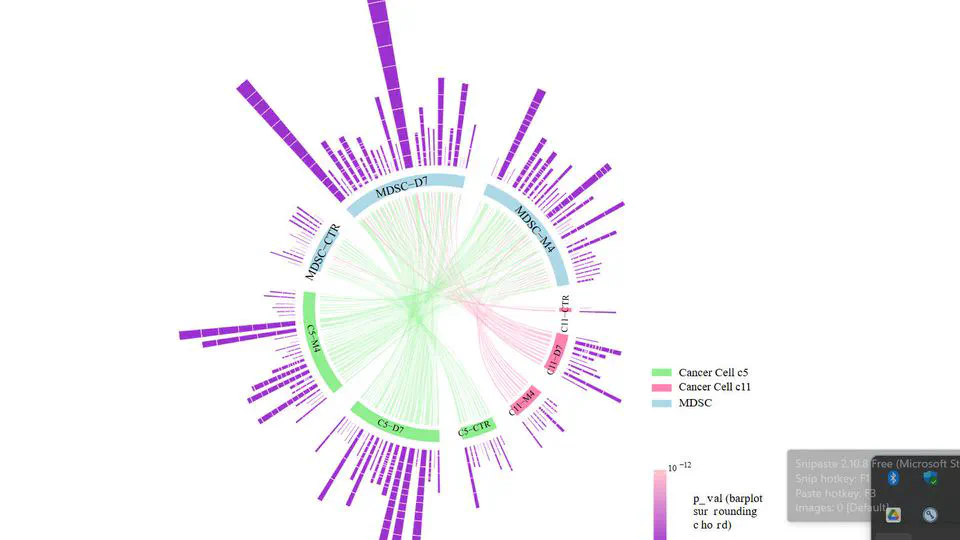 MDSC-D7
MDSC-M4
MDSC-CTR
C11-CTR
C5-M4
C11-D7
C11-M4
C5-D7
C5-CTR
Cancer Cell c5
Cancer Cell c11
MDSC
10 -12
p_val (barplot
sur rounding
c ho rd)
Snipaste 2.10.8 Free (Microsoft St
Snip hotkey: F1
Paste hotkey: F3
Images: 0 [Default]